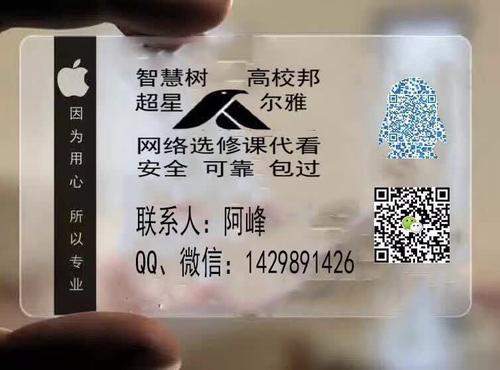 智慧树 高校邦
超星 尔雅
网络选修课代看
安全 可靠 包过
联系人：阿峰
QQ、微信：1429891426
因为用心 所以专业